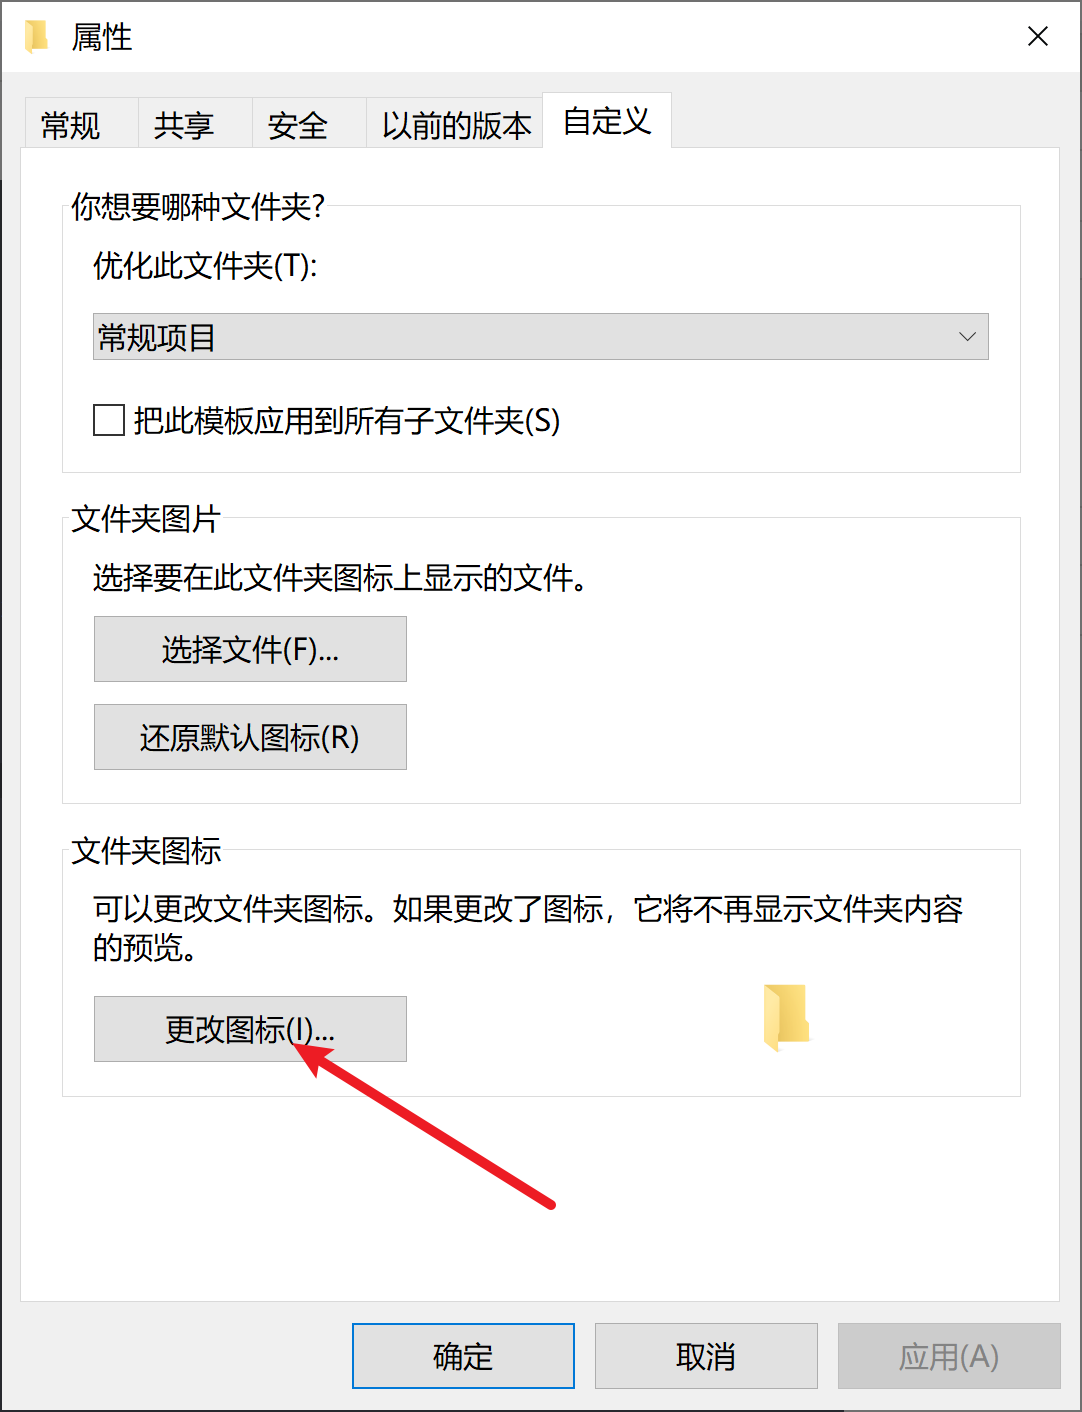 属性
常规
共享
安全
以前的版本
自定义
你想要哪种文件夹?
优化此文件夹(T):
常规项目
把此模板应用到所有子文件夹(S)
文件夹图片
选择要在此文件夹图标上显示的文件。
选择文件(F)...
还原默认图标(R)
文件夹图标
可以更改文件夹图标。如果更改了图标，它将不再显示文件夹内容
的预览。
更改图标(I)...
确定
取消
应用(A)